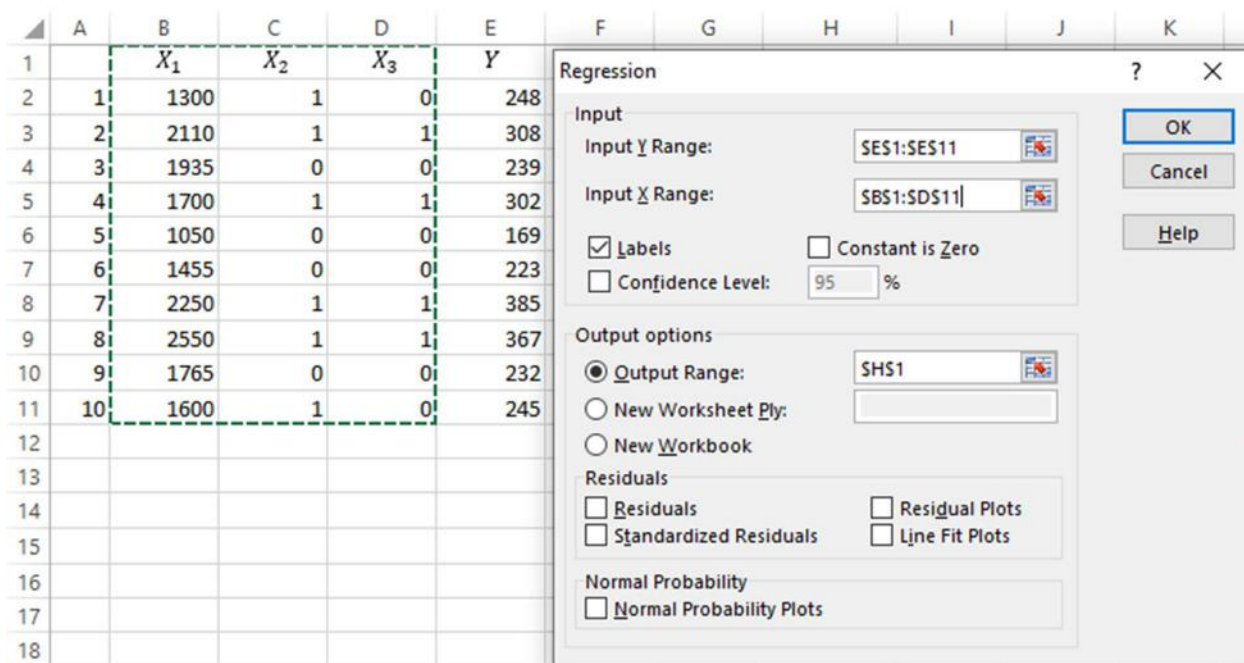 A B C D E F G H I J K
1 X₁ X₂ X₃ Y
2 1 1300 1 0 248
3 2 2110 1 1 308
4 3 1935 0 0 239
5 4 1700 1 1 302
6 5 1050 0 0 169
7 6 1455 0 0 223
8 7 2250 1 1 385
9 8 2550 1 1 367
10 9 1765 0 0 232
11 10 1600 1 0 245
12
13
14
15
16
17
18
Regression ? ×
Input
Input Y Range: $E$1:$E$11
Input X Range: $B$1:$D$11
Labels Constant is Zero
Confidence Level: 95 %
OK
Cancel
Help
Output options
Output Range: $H$1
New Worksheet Ply:
New Workbook
Residuals
Residuals Residual Plots
Standardized Residuals Line Fit Plots
Normal Probability
Normal Probability Plots